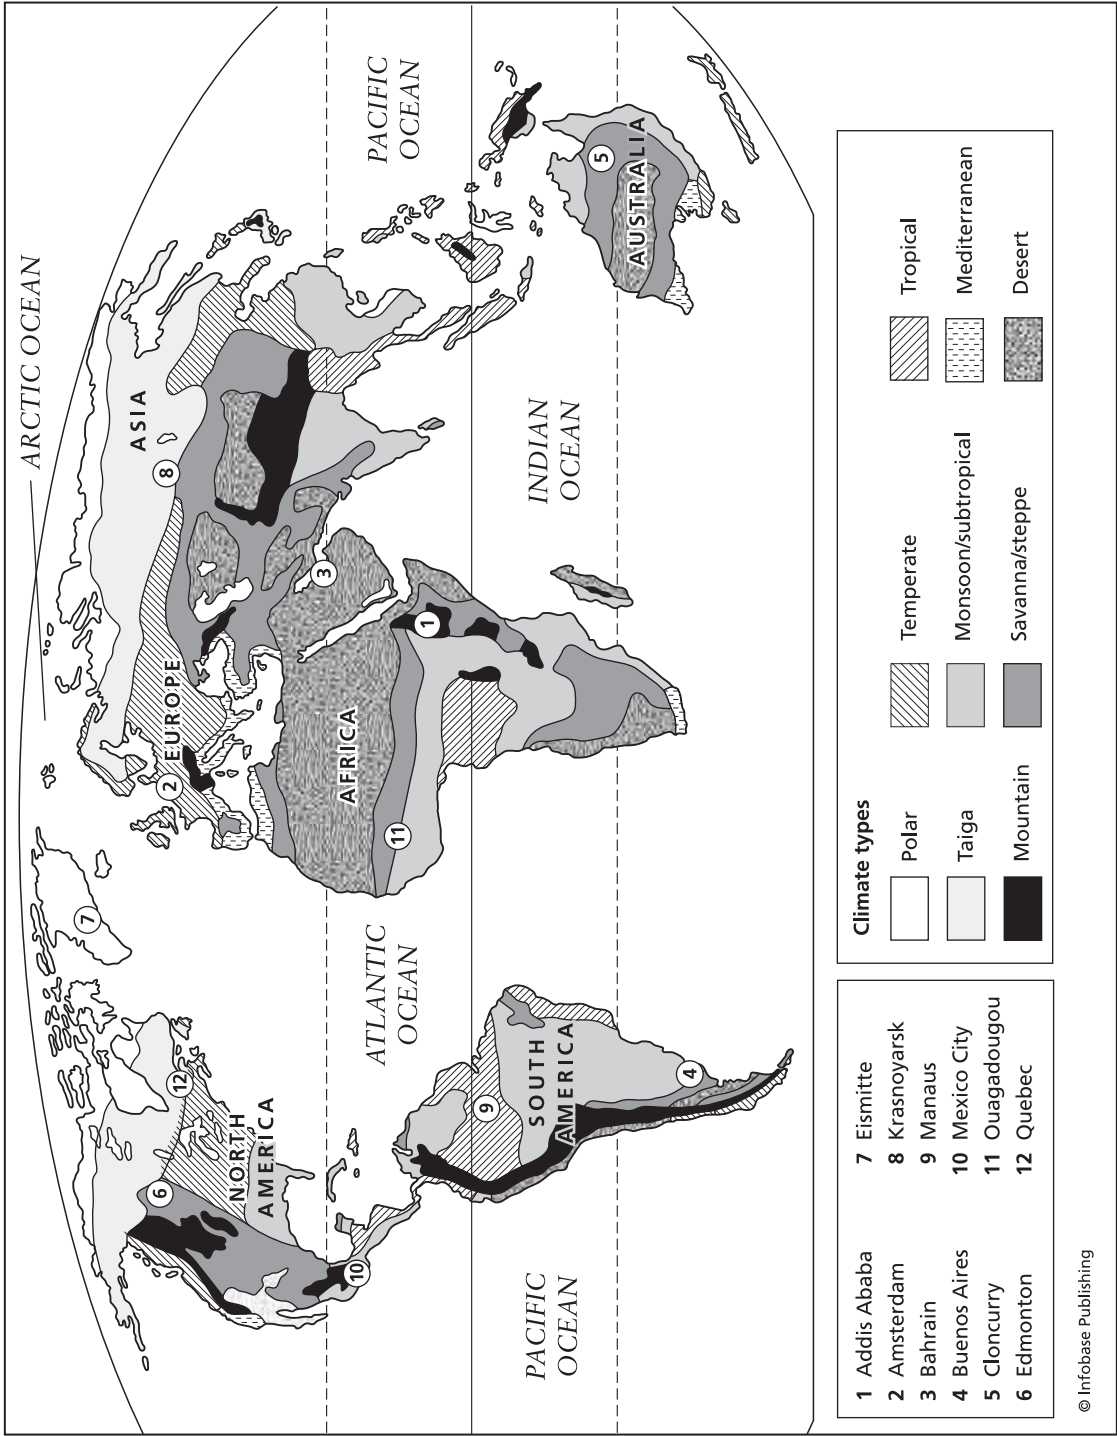 ARCTIC OCEAN
ASIA
EUROPE
NORTH
AMERICA
AFRICA
SOUTH
AMERICA
AUSTRALIA
PACIFIC
OCEAN
ATLANTIC
OCEAN
INDIAN
OCEAN
PACIFIC
OCEAN
1
2
3
4
5
6
7
8
9
10
11
12
1 Addis Ababa
2 Amsterdam
3 Bahrain
4 Buenos Aires
5 Cloncurry
6 Edmonton
7 Eismitte
8 Krasnoyarsk
9 Manaus
10 Mexico City
11 Ouagadougou
12 Quebec
Climate types
Polar
Taiga
Mountain
Temperate
Monsoon/subtropical
Savanna/steppe
Tropical
Mediterranean
Desert
© Infobase Publishing